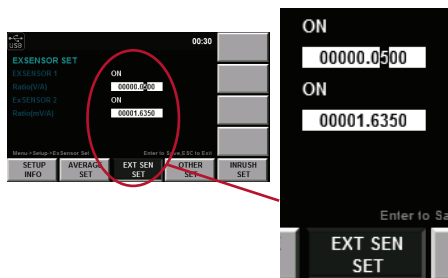 USB
00:30
EXSENSOR SET
EXSENSOR 1 ON
Ratio(V/A) 00000.0500
ExSENSOR 2 ON
Ratio(mV/A) 00001.6350
Menu->Setup->ExSensor Set Enter to Save,ESC to Exit
SETUP INFO
AVERAGE SET
EXT SEN SET
OTHER SET
INRUSH SET
ON
00000.0500
ON
00001.6350
Enter to Sa
EXT SEN
SET